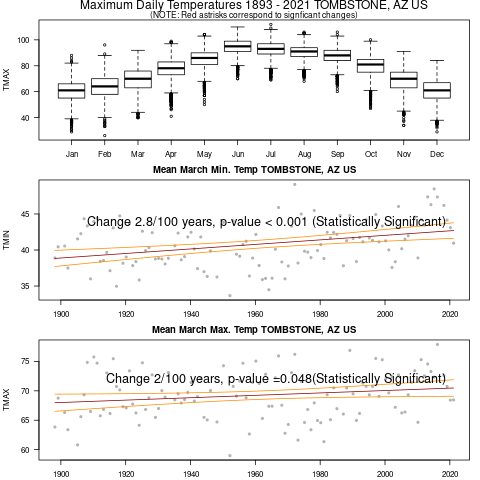 Maximum Daily Temperatures 1893 - 2021 TOMBSTONE, AZ US
(NOTE: Red astrisks correspond to signficant changes)
TMAX
100
80
60
40
Jan Feb Mar Apr May Jun Jul Aug Sep Oct Nov Dec
Mean March Min. Temp TOMBSTONE, AZ US
Change 2.8/100 years, p-value < 0.001 (Statistically Significant)
TMIN
45
40
35
1900 1920 1940 1960 1980 2000 2020
Mean March Max. Temp TOMBSTONE, AZ US
Change 2/100 years, p-value =0.048(Statistically Significant)
TMAX
75
70
65
60
1900 1920 1940 1960 1980 2000 2020